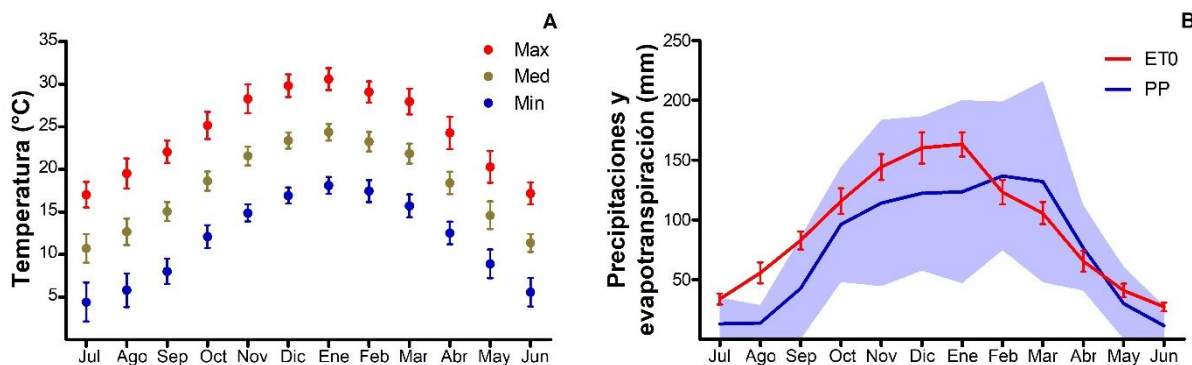 A
35
30
25
20
15
10
5
Temperatura (°C)
Max
Med
Min
Jul Ago Sep Oct Nov Dic Ene Feb Mar Abr May Jun
B
250
200
150
100
50
Precipitaciones y
evapotranspiración (mm)
ET0
PP
Jul Ago Sep Oct Nov Dic Ene Feb Mar Abr May Jun